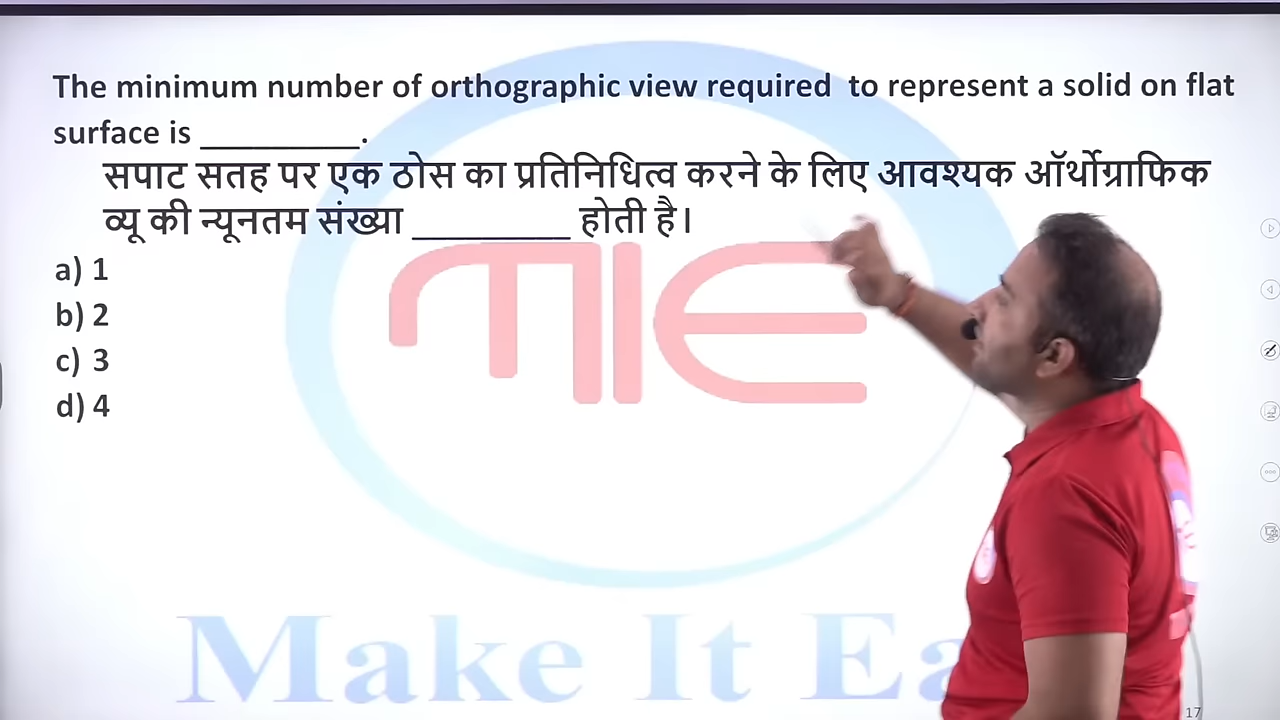 The minimum number of orthographic view required to represent a solid on flat
surface is __________.
सपाट सतह पर एक ठोस का प्रतिनिधित्व करने के लिए आवश्यक ऑर्थोग्राफिक
व्यू की न्यूनतम संख्या _________ होती है।
a) 1
b) 2
c) 3
d) 4
MIE
Make It Ea
17